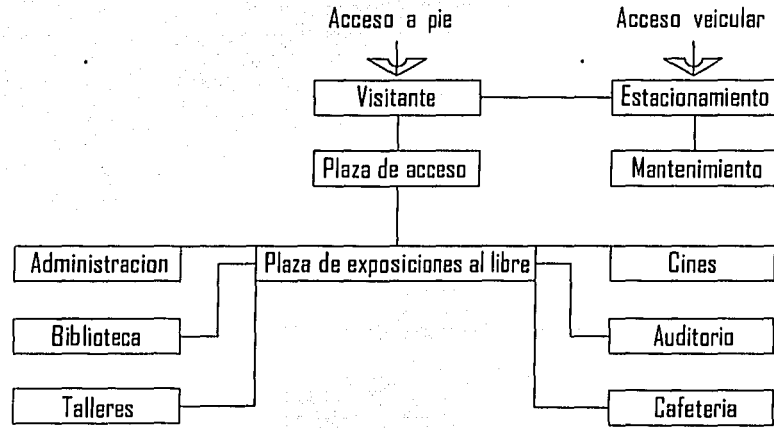 Acceso a pie
Acceso veicular
Visitante
Estacionamiento
Plaza de acceso
Mantenimiento
Administracion
Plaza de exposiciones al libre
Cines
Biblioteca
Auditorio
Talleres
Cafeteria